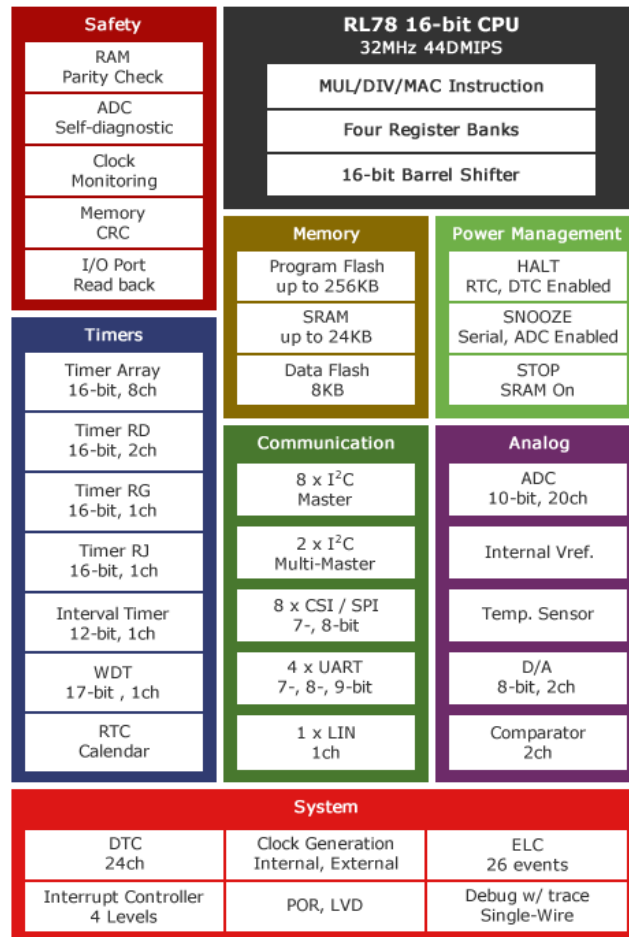 Safety
RAM
Parity Check
ADC
Self-diagnostic
Clock
Monitoring
Memory
CRC
I/O Port
Read back
RL78 16-bit CPU
32MHz 44DMIPS
MUL/DIV/MAC Instruction
Four Register Banks
16-bit Barrel Shifter
Memory
Program Flash
up to 256KB
SRAM
up to 24KB
Data Flash
8KB
Power Management
HALT
RTC, DTC Enabled
SNOOZE
Serial, ADC Enabled
STOP
SRAM On
Timers
Timer Array
16-bit, 8ch
Timer RD
16-bit, 2ch
Timer RG
16-bit, 1ch
Timer RJ
16-bit, 1ch
Interval Timer
12-bit, 1ch
WDT
17-bit , 1ch
RTC
Calendar
Communication
8 x I²C
Master
2 x I²C
Multi-Master
8 x CSI / SPI
7-, 8-bit
4 x UART
7-, 8-, 9-bit
1 x LIN
1ch
Analog
ADC
10-bit, 20ch
Internal Vref.
Temp. Sensor
D/A
8-bit, 2ch
Comparator
2ch
System
DTC
24ch
Clock Generation
Internal, External
ELC
26 events
Interrupt Controller
4 Levels
POR, LVD
Debug w/ trace
Single-Wire